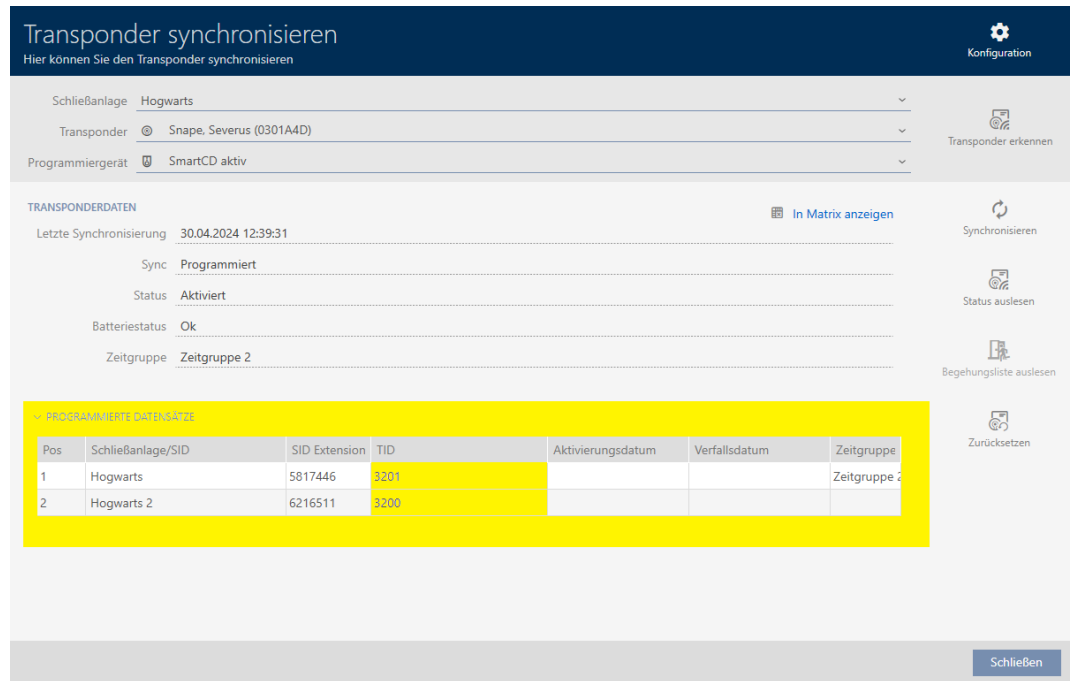 Transponder synchronisieren
Hier können Sie den Transponder synchronisieren
Konfiguration
Schließanlage Hogwarts
Transponder Snape, Severus (0301A4D)
Programmiergerät SmartCD aktiv
Transponder erkennen
TRANSPONDERDATEN
In Matrix anzeigen
Letzte Synchronisierung 30.04.2024 12:39:31
Sync Programmiert
Status Aktiviert
Batteriestatus Ok
Zeitgruppe Zeitgruppe 2
Synchronisieren
Status auslesen
Begehungsliste auslesen
Zurücksetzen
PROGRAMMIERTE DATENSÄTZE
Pos Schließanlage/SID SID Extension TID Aktivierungsdatum Verfallsdatum Zeitgruppe
1 Hogwarts 5817446 3201 Zeitgruppe 2
2 Hogwarts 2 6216511 3200
Schließen